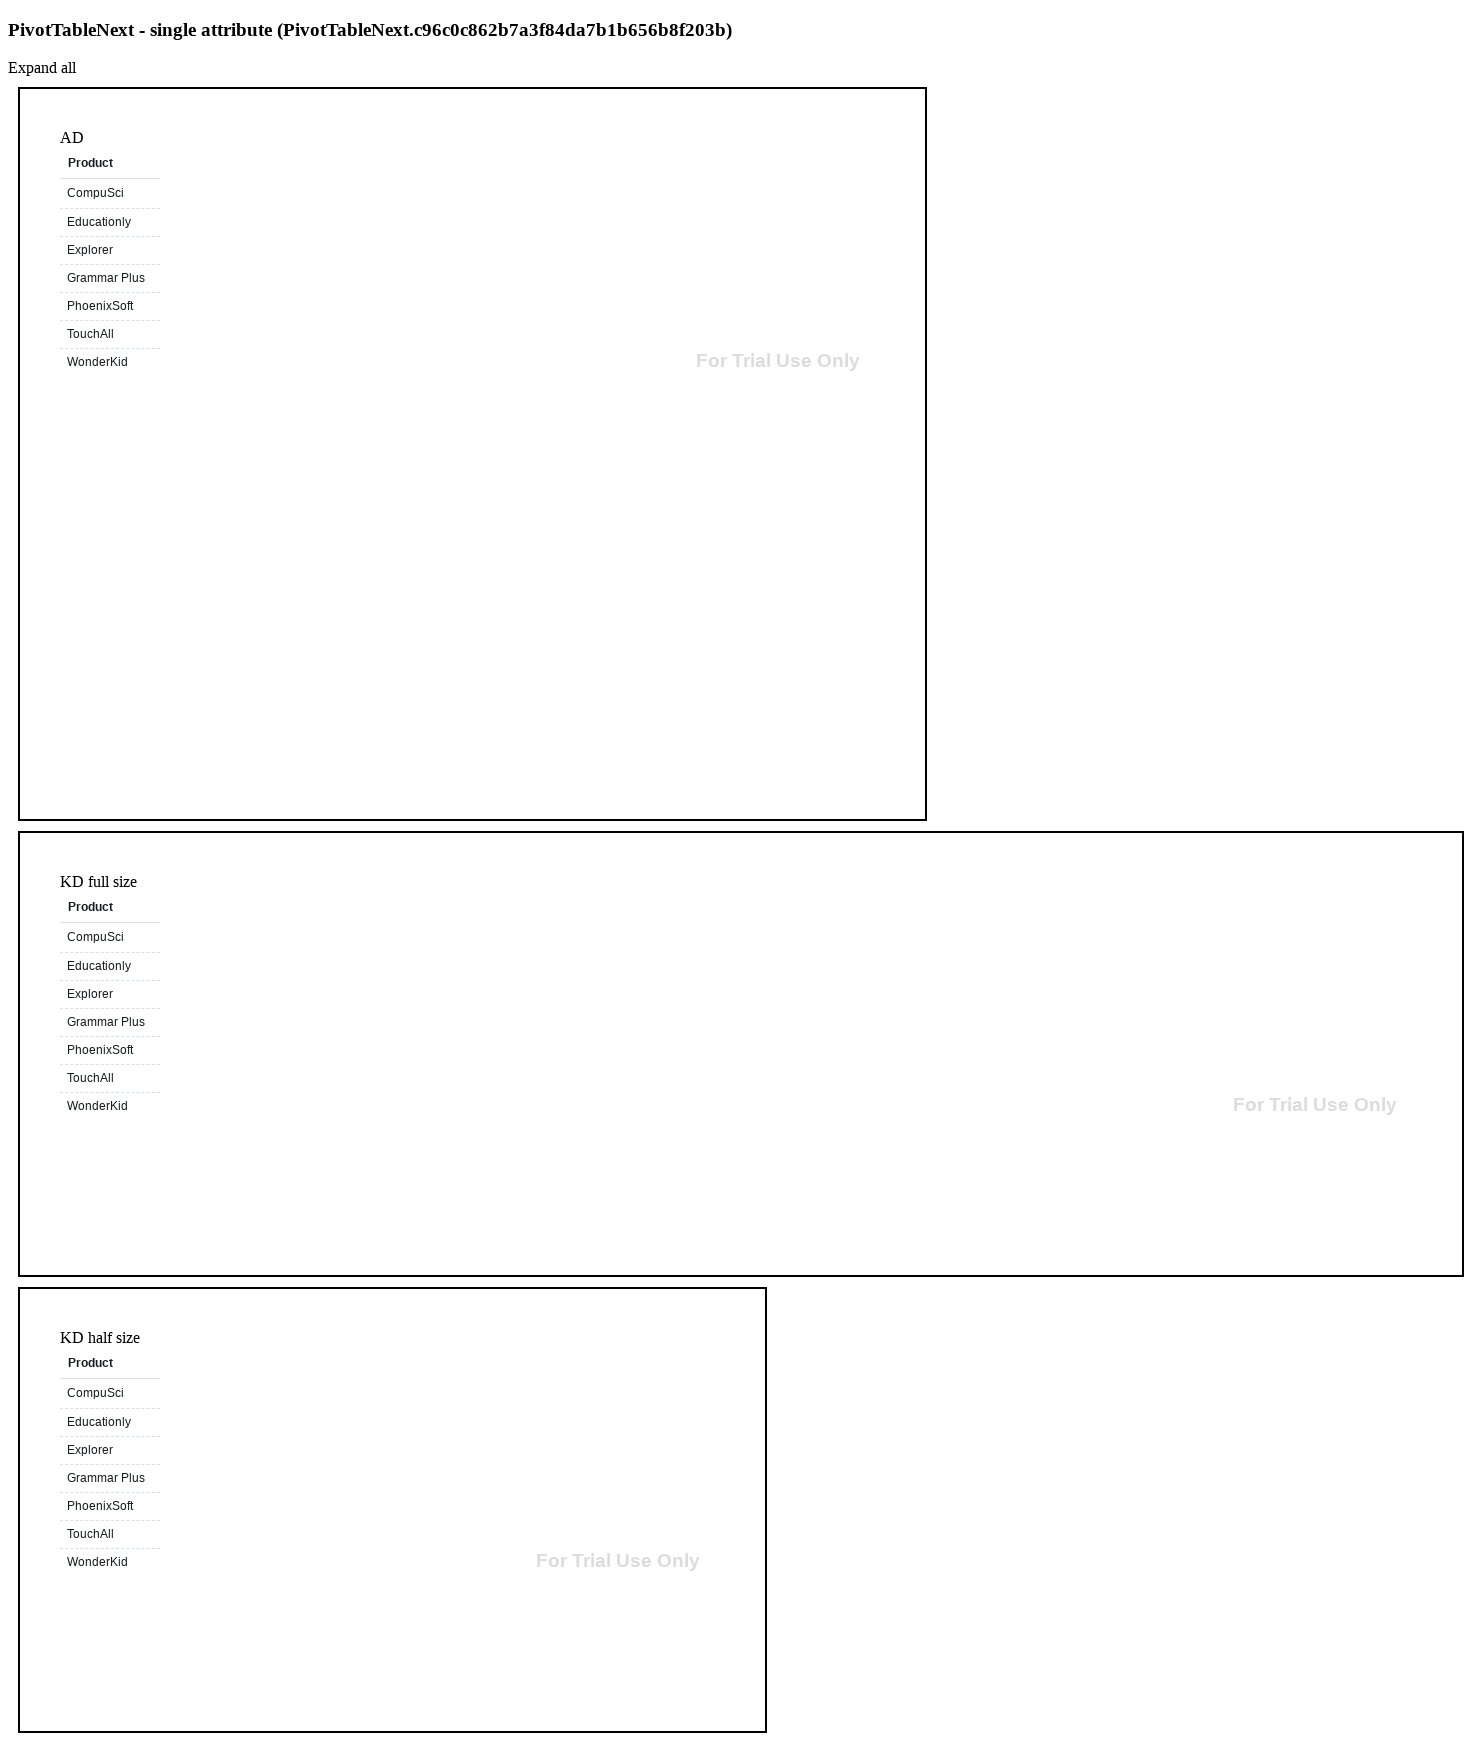 PivotTableNext - single attribute (PivotTableNext.c96c0c862b7a3f84da7b1b656b8f203b)
Expand all
AD
Product
CompuSci
Educationly
Explorer
Grammar Plus
PhoenixSoft
TouchAll
WonderKid
For Trial Use Only
KD full size
Product
CompuSci
Educationly
Explorer
Grammar Plus
PhoenixSoft
TouchAll
WonderKid
For Trial Use Only
KD half size
Product
CompuSci
Educationly
Explorer
Grammar Plus
PhoenixSoft
TouchAll
WonderKid
For Trial Use Only